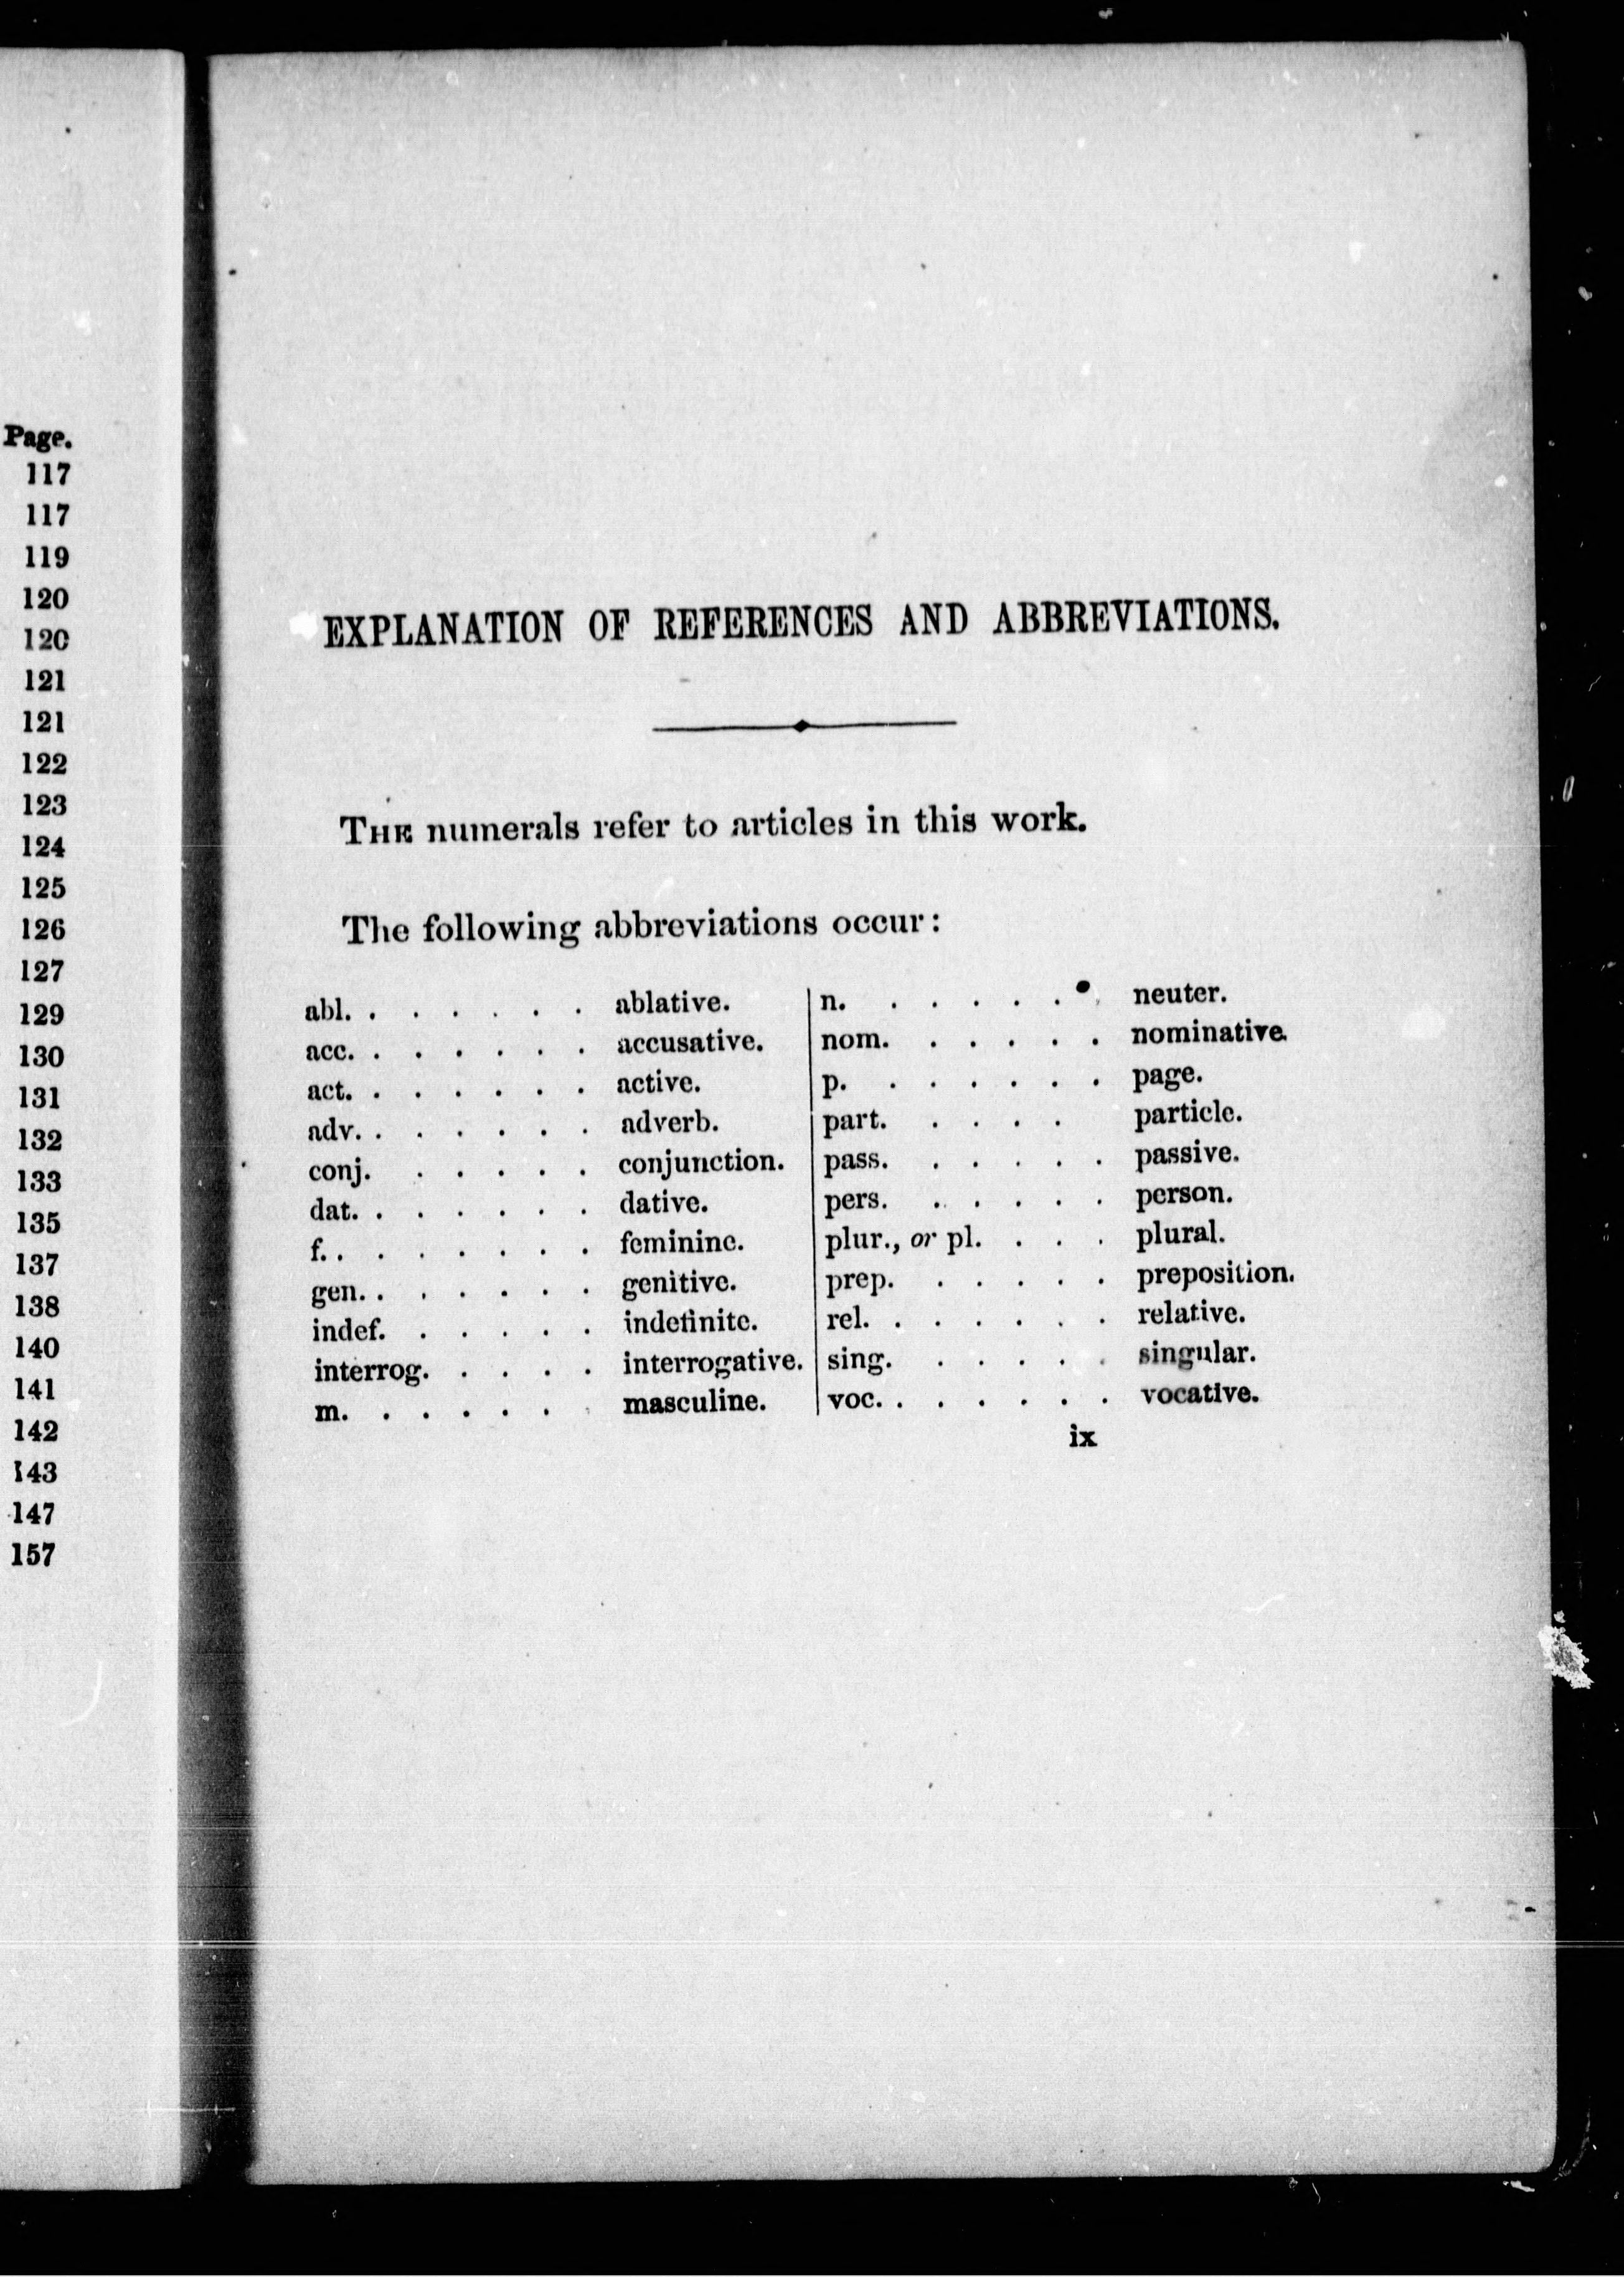 Page.
117
117
119
120
120
121
121
122
123
124
125
126
127
129
130
131
132
133
135
137
138
140
141
142
143
147
157
EXPLANATION OF REFERENCES AND ABBREVIATIONS.
THE numerals refer to articles in this work.
The following abbreviations occur:
abl. . . . . . . ablative.
acc. . . . . . . accusative.
act. . . . . . . active.
adv. . . . . . . adverb.
conj. . . . . . conjunction.
dat. . . . . . . dative.
f. . . . . . . . feminine.
gen. . . . . . . genitive.
indef. . . . . . indefinite.
interrog. . . . . interrogative.
m. . . . . . . masculine.
n. . . . . . . neuter.
nom. . . . . . nominative.
p. . . . . . . page.
part. . . . . particle.
pass. . . . . . passive.
pers. . . . . . person.
plur., or pl. . . . plural.
prep. . . . . . preposition.
rel. . . . . . . relative.
sing. . . . . . singular.
voc. . . . . . . vocative.
ix